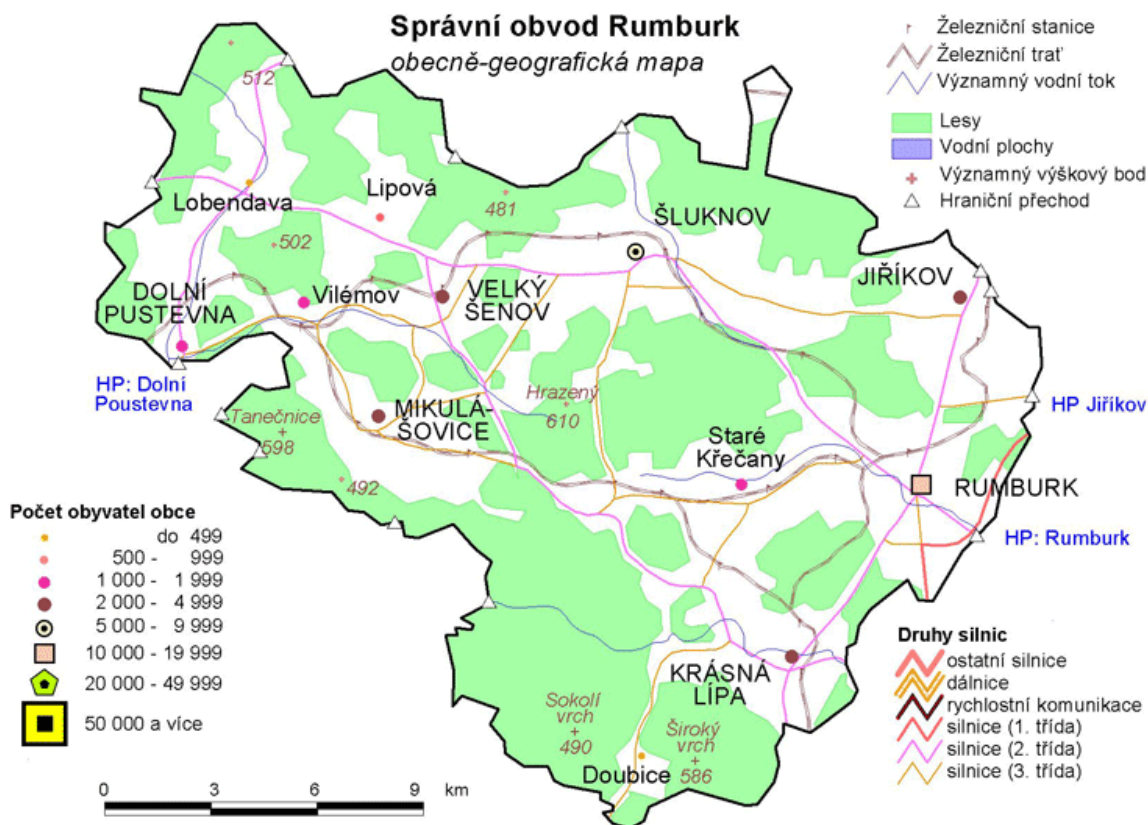 Správní obvod Rumburk
obecně-geografická mapa
Železniční stanice
Železniční trať
Významný vodní tok
Lesy
Vodní plochy
Významný výškový bod
Hraniční přechod
512
Lobendava
Lipová
481
ŠLUKNOV
502
DOLNÍ
PUSTEVNA
Vilémov
VELKÝ
ŠENOV
JIŘÍKOV
HP: Dolní
Poustevna
Tanečnice
598
MIKULÁ-
ŠOVICE
Hrazený
610
HP Jiříkov
Staré
Křečany
492
RUMBURK
HP: Rumburk
Počet obyvatel obce
do 499
500 - 999
1 000 - 1 999
2 000 - 4 999
5 000 - 9 999
10 000 - 19 999
20 000 - 49 999
50 000 a více
KRÁSNÁ
LÍPA
Sokolí
vrch
490
Široký
vrch
586
Doubice
Druhy silnic
ostatní silnice
dálnice
rychlostní komunikace
silnice (1. třída)
silnice (2. třída)
silnice (3. třída)
0 3 6 9 km